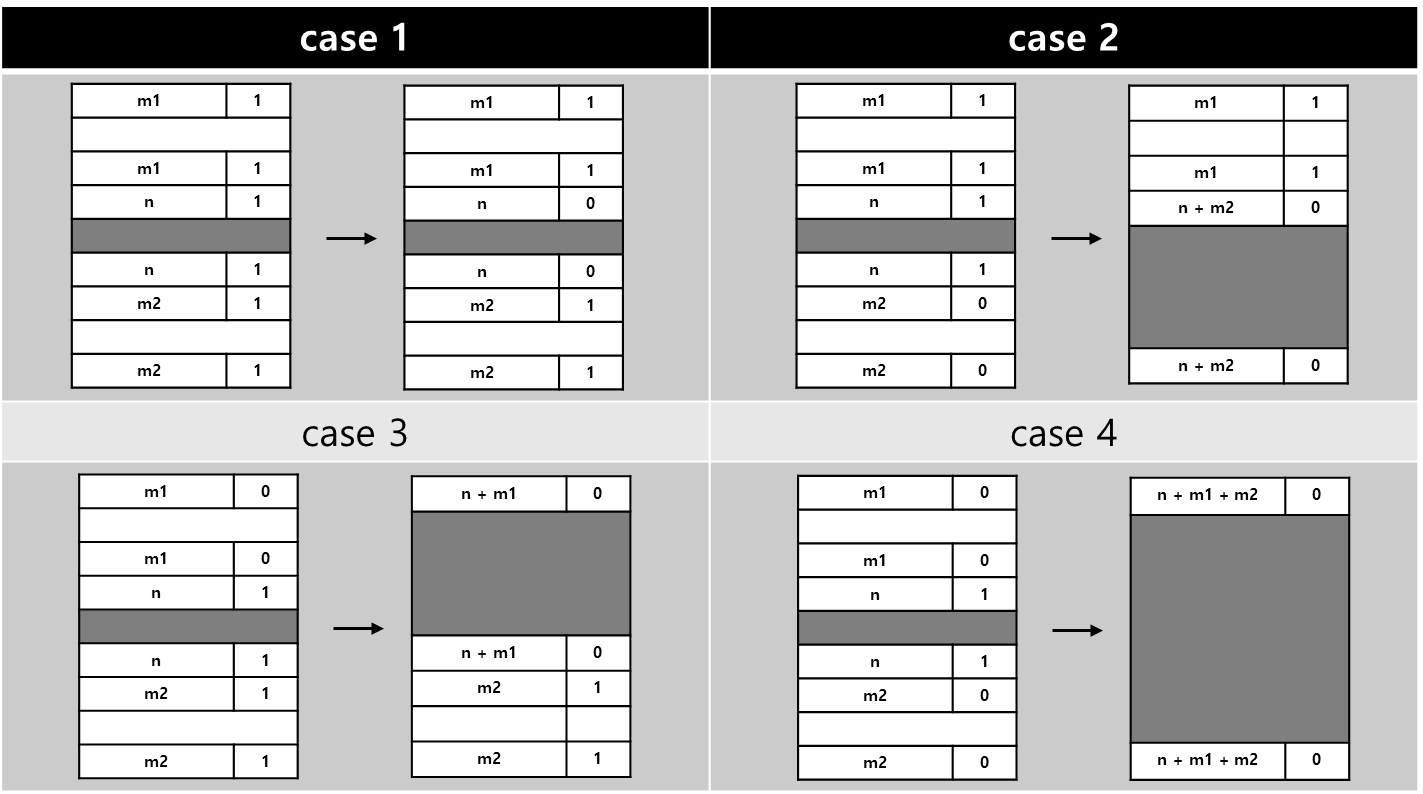 case 1
m1 1
m1 1
n 1
n 1
m2 1
m2 1
m1 1
m1 1
n 0
n 0
m2 1
m2 1
case 2
m1 1
m1 1
n 1
n 1
m2 0
m2 0
m1 1
m1 1
n + m2 0
n + m2 0
case 3
m1 0
m1 0
n 1
n 1
m2 1
m2 1
n + m1 0
n + m1 0
m2 1
m2 1
case 4
m1 0
m1 0
n 1
n 1
m2 0
m2 0
n + m1 + m2 0
n + m1 + m2 0